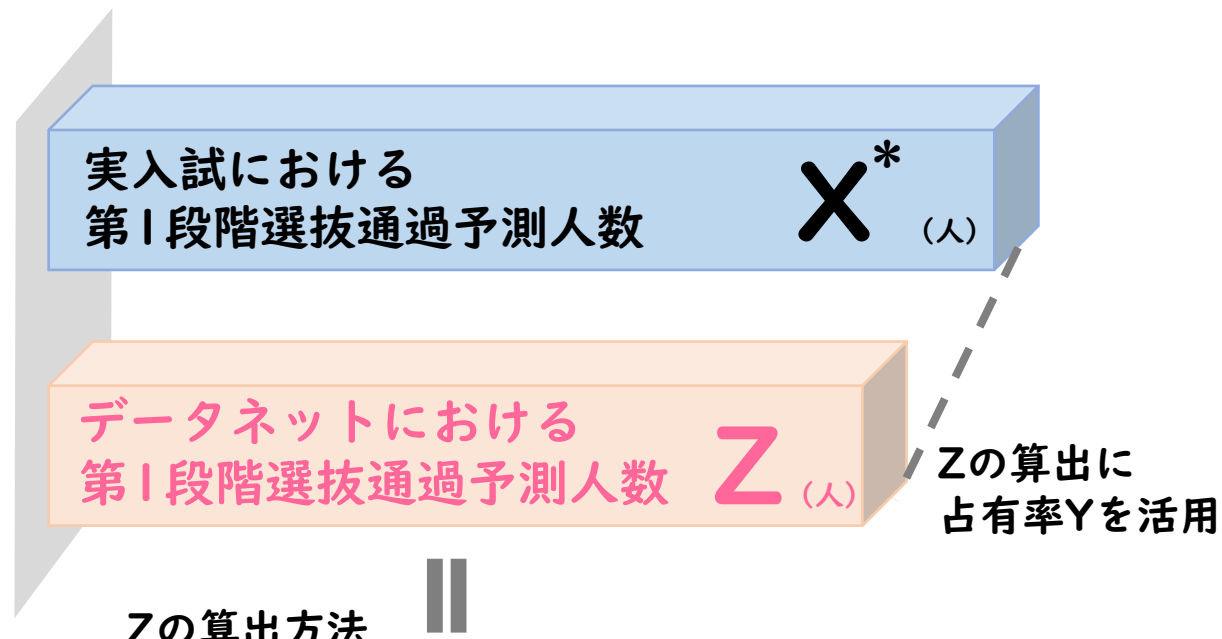 実入試における
第1段階選抜通過予測人数 X* (人)
データネットにおける
第1段階選抜通過予測人数 Z (人)
Zの算出に
占有率Yを活用
Zの算出方法